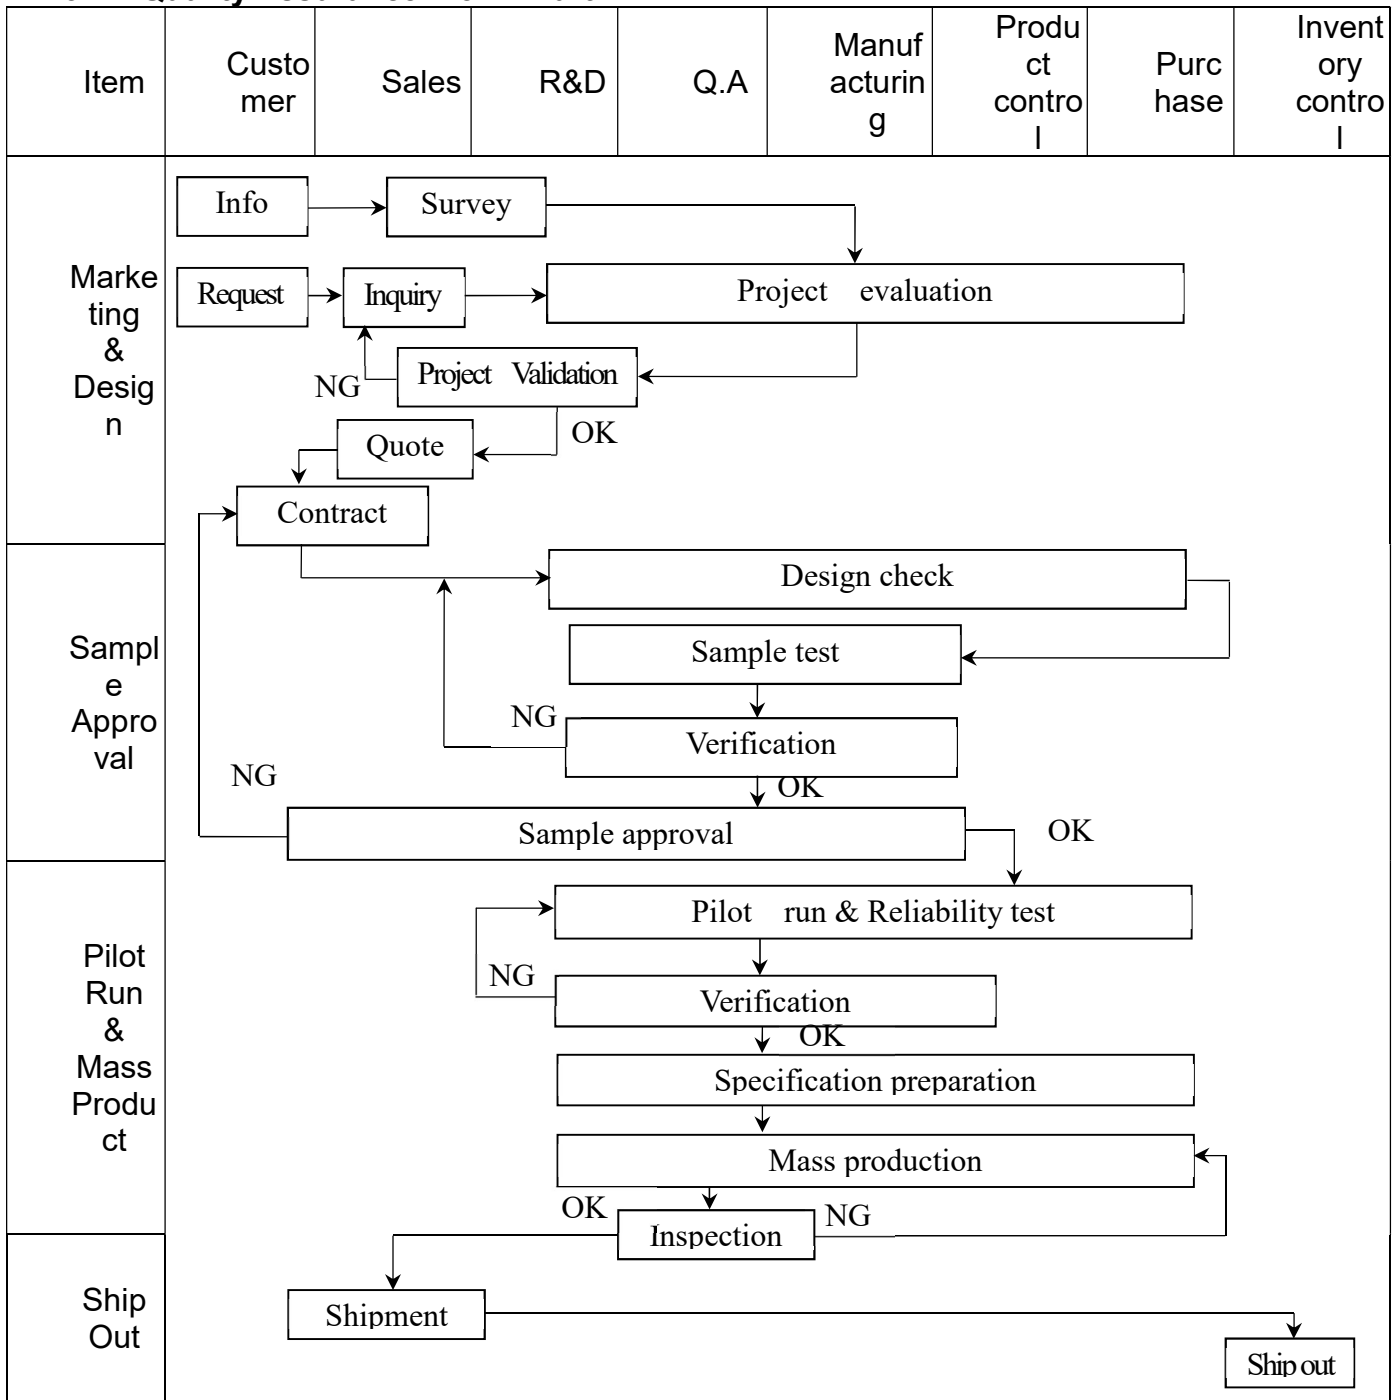 Item
Custo
mer
Sales
R&D
Q.A
Manuf
acturin
g
Produ
ct
contro
l
Purc
hase
Invent
ory
contro
l
Marke
ting
&
Desig
n
Info
Survey
Request
Inquiry
Project evaluation
NG
Project Validation
OK
Quote
Contract
Sampl
e
Appro
val
Design check
Sample test
NG
Verification
OK
NG
Sample approval
OK
Pilot
Run
&
Mass
Produ
ct
Pilot run & Reliability test
NG
Verification
OK
Specification preparation
Mass production
OK
Inspection
NG
Ship
Out
Shipment
Ship out